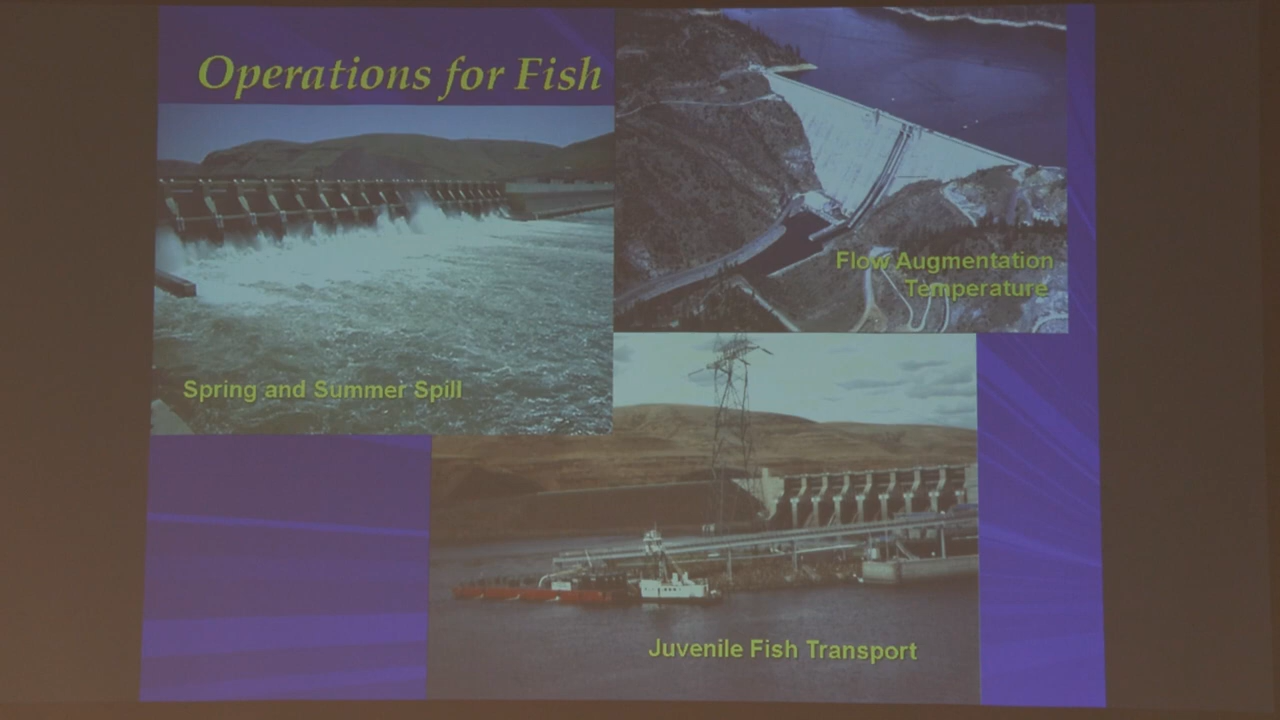 Operations for Fish
Flow Augmentation
Temperature
Spring and Summer Spill
Juvenile Fish Transport